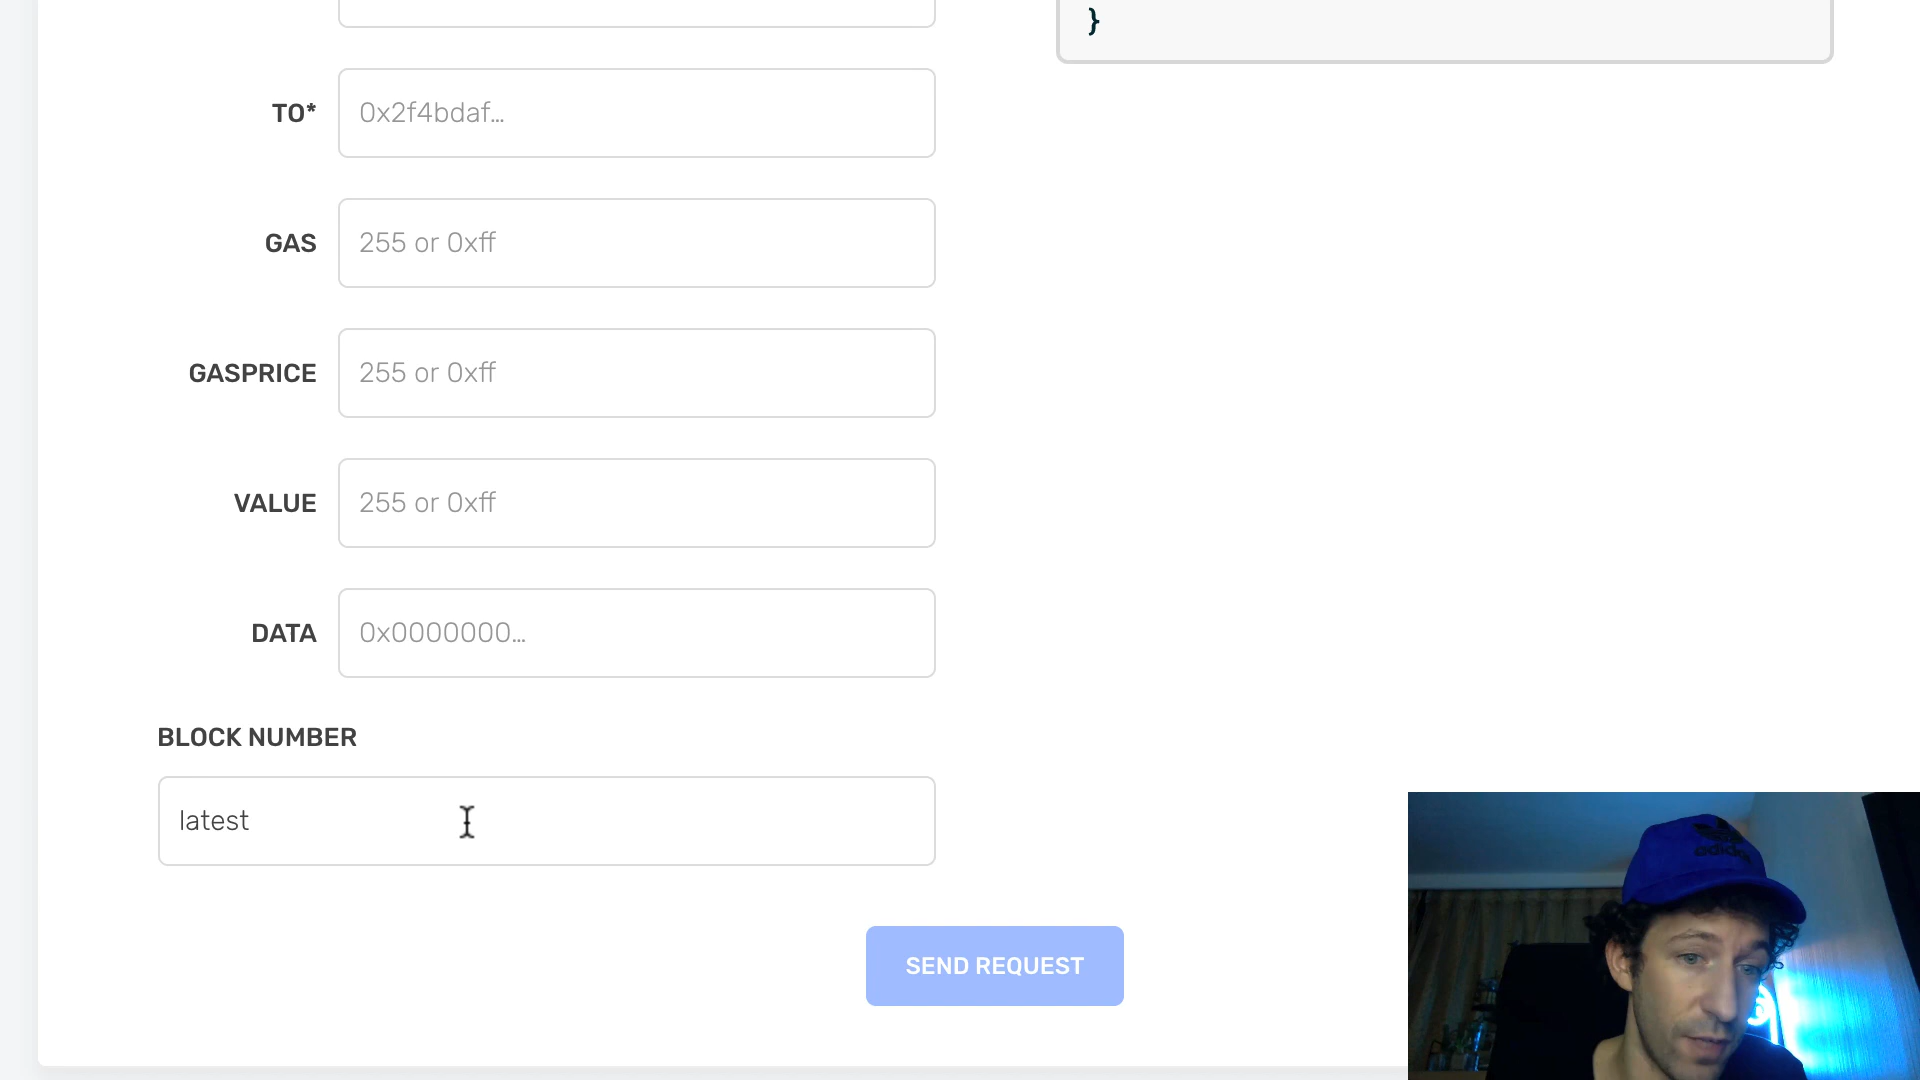 }
TO*
0x2f4bdaf...
GAS
255 or 0xff
GASPRICE
255 or 0xff
VALUE
255 or 0xff
DATA
0x0000000...
BLOCK NUMBER
latest
SEND REQUEST
adidas